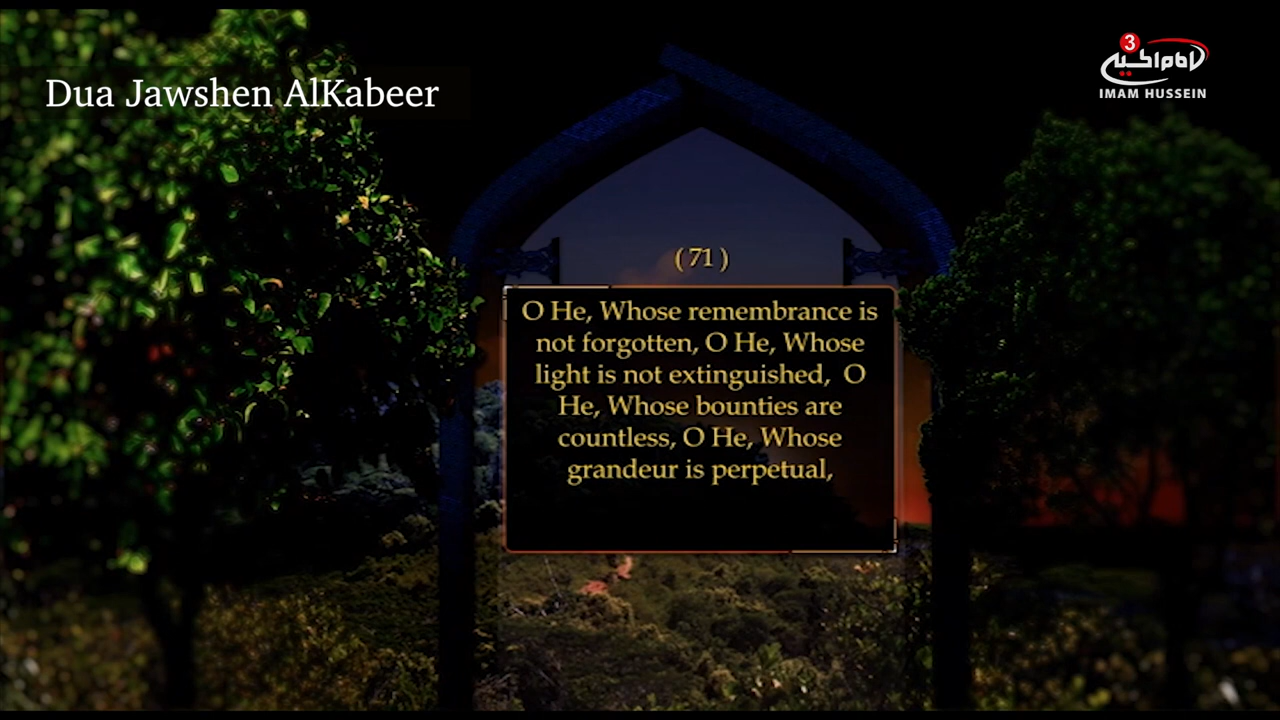 Dua Jawshen AlKabeer
3
IMAM HUSSEIN
( 71 )
O He, Whose remembrance is
not forgotten, O He, Whose
light is not extinguished, O
He, Whose bounties are
countless, O He, Whose
grandeur is perpetual,